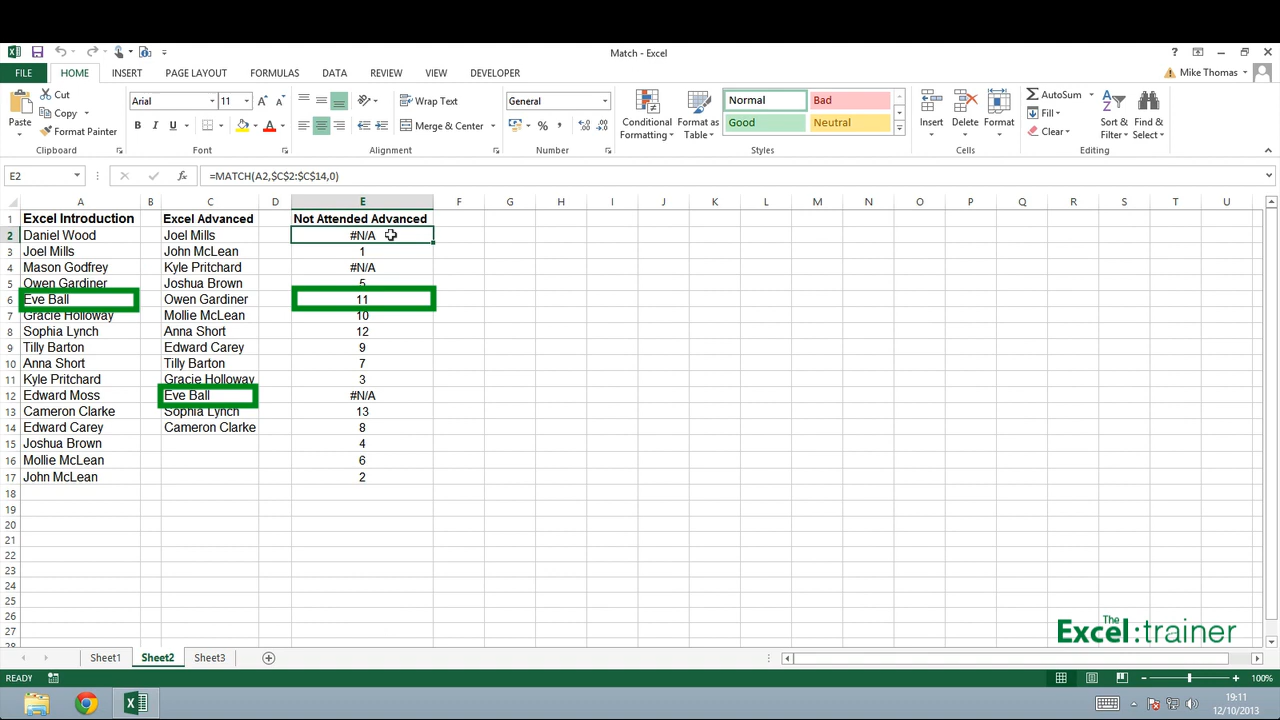 Match - Excel
?
FILE HOME INSERT PAGE LAYOUT FORMULAS DATA REVIEW VIEW DEVELOPER Mike Thomas
Paste
Cut
Copy
Format Painter
Clipboard
Arial 11
B I U
Font
Wrap Text
Merge & Center
Alignment
General
Number
Conditional Formatting
Format as Table
Normal Bad
Good Neutral
Styles
Insert Delete Format
Cells
AutoSum
Fill
Clear
Sort & Filter
Find & Select
Editing
E2 fx =MATCH(A2,$C$2:$C$14,0)
A B C D E F G H I J K L M N O P Q R S T U
1 Excel Introduction Excel Advanced Not Attended Advanced
2 Daniel Wood Joel Mills #N/A
3 Joel Mills John McLean 1
4 Mason Godfrey Kyle Pritchard #N/A
5 Owen Gardiner Joshua Brown 5
6 Eve Ball Owen Gardiner 11
7 Gracie Holloway Mollie McLean 10
8 Sophia Lynch Anna Short 12
9 Tilly Barton Edward Carey 9
10 Anna Short Tilly Barton 7
11 Kyle Pritchard Gracie Holloway 3
12 Edward Moss Eve Ball #N/A
13 Cameron Clarke Sophia Lynch 13
14 Edward Carey Cameron Clarke 8
15 Joshua Brown 4
16 Mollie McLean 6
17 John McLean 2
18
19
20
21
22
23
24
25
26
27
28
The
Excel:trainer
Sheet1 Sheet2 Sheet3
READY 100%
19:11
12/10/2013